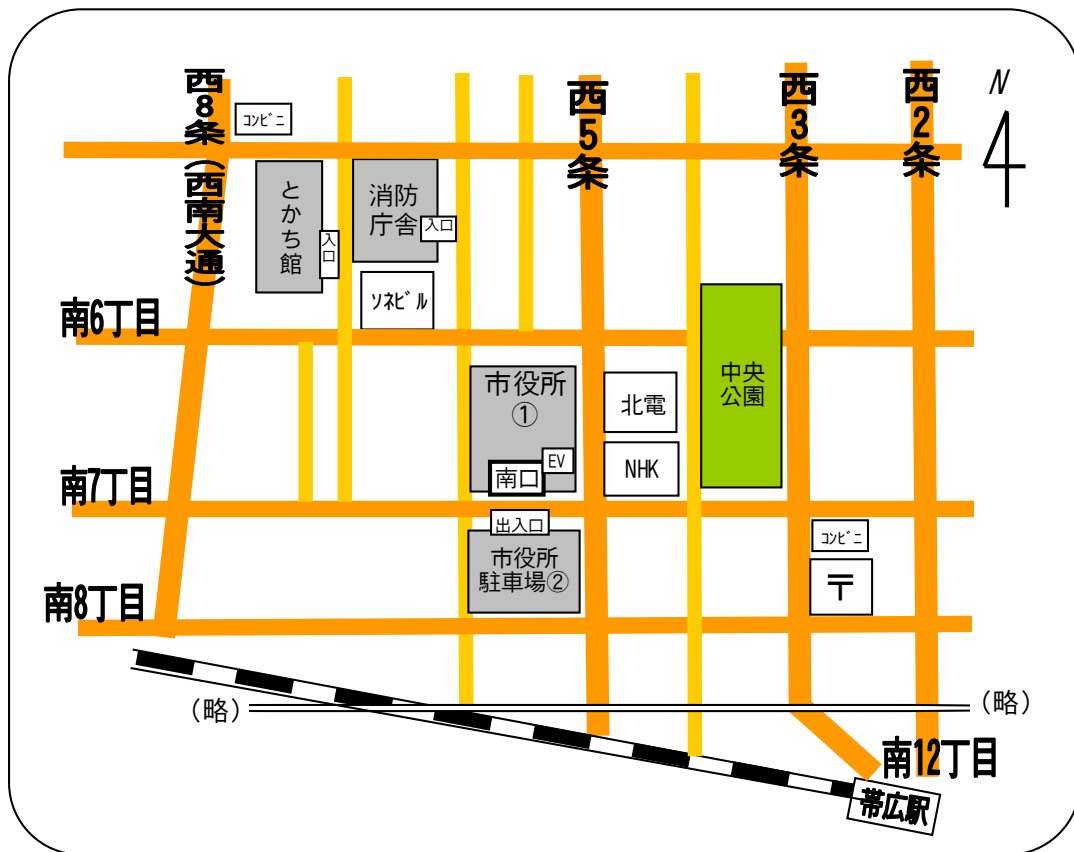 西8条(西南大通)
コンビニ
西5条
西3条
西2条
N
とかち館
入口
消防
庁舎
入口
ソネビル
南6丁目
市役所
①
EV
南口
北電
NHK
中央
公園
南7丁目
出入口
市役所
駐車場②
コンビニ
〒
南8丁目
(略)
(略)
南12丁目
帯広駅